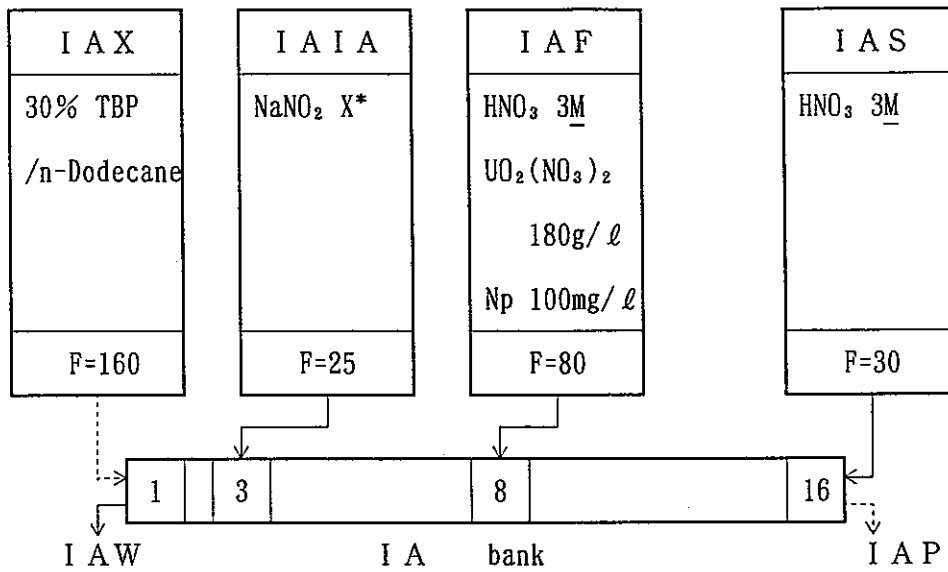 IAX
30% TBP
/n-Dodecane
F=160
IAIA
NaNO₂ X*
F=25
IAF
HNO₃ 3M
UO₂(NO₃)₂
180g/ℓ
Np 100mg/ℓ
F=80
IAS
HNO₃ 3M
F=30
1 3 8 16
IAW IA bank IAP